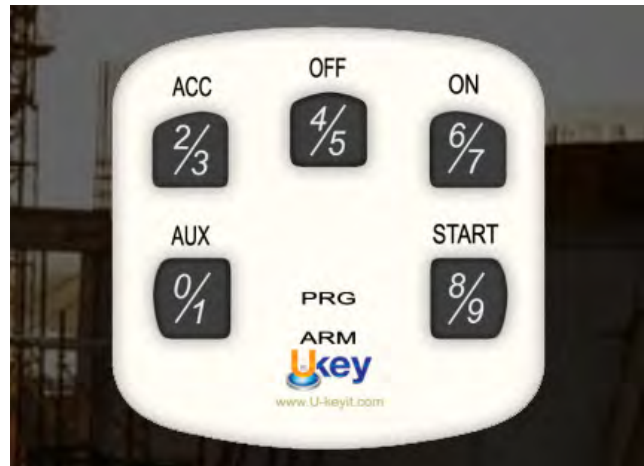 ACC
OFF
ON
2/3
4/5
6/7
AUX
START
0/1
8/9
PRG
ARM
Ukey
www.U-keyit.com